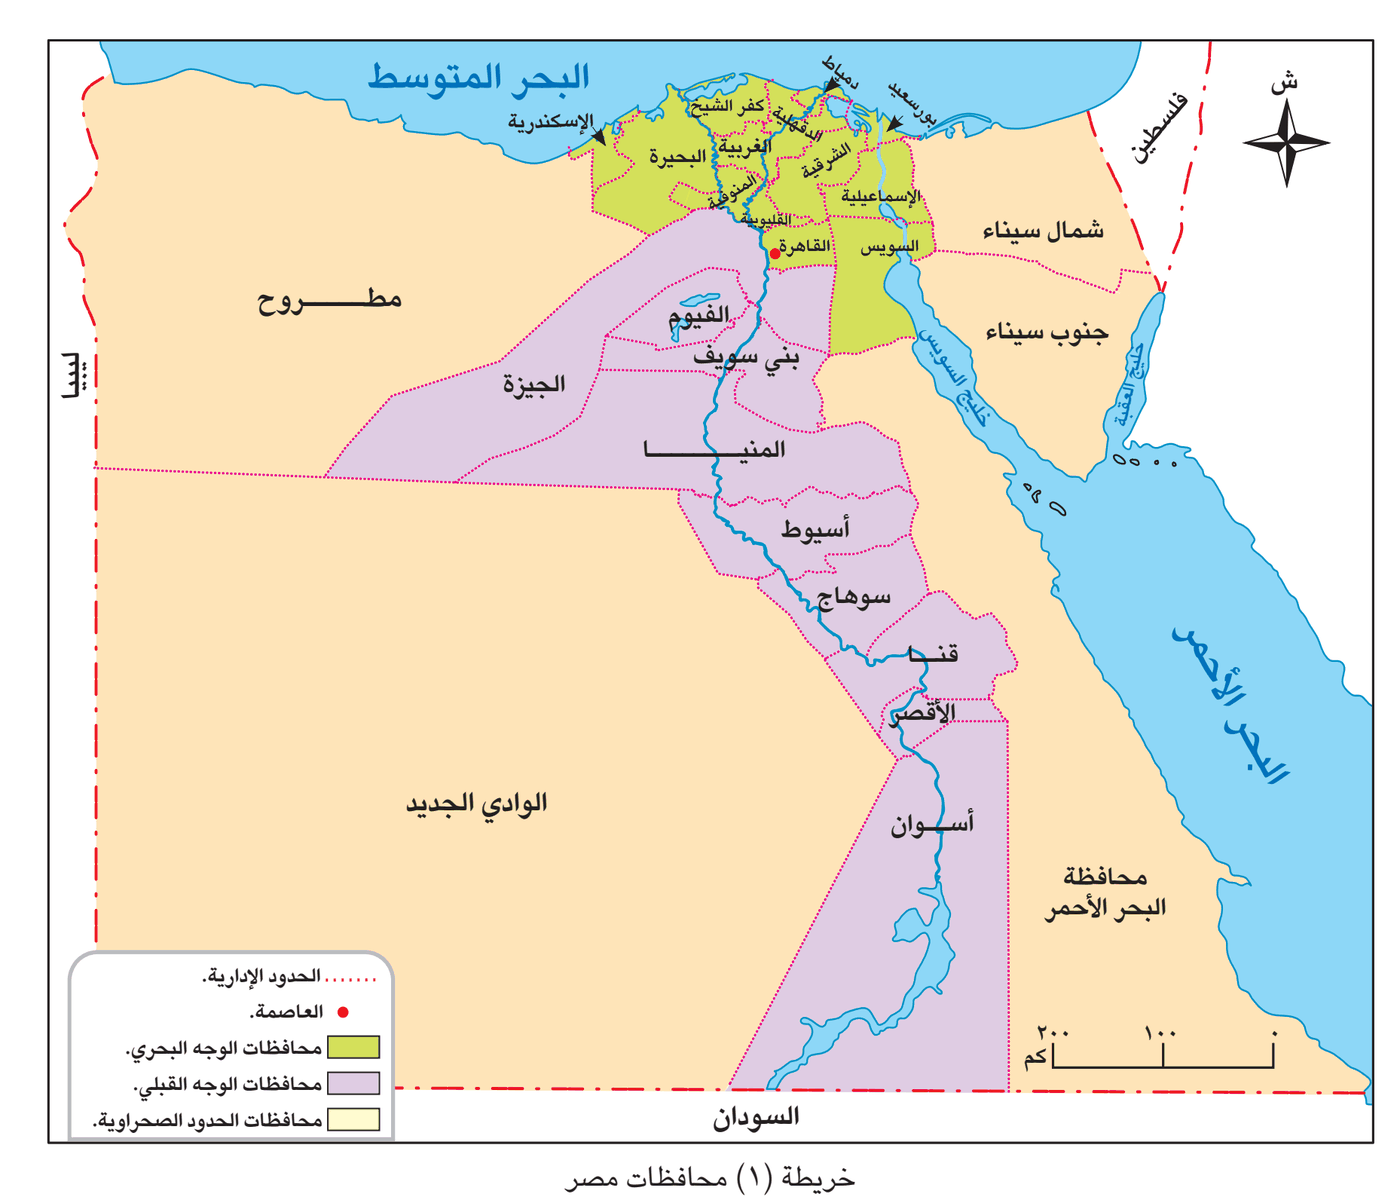 البحر المتوسط
ش
فلسطين
دمياط
بورسعيد
الإسكندرية
كفر الشيخ
الدقهلية
الغربية
البحيرة
الشرقية
المنوفية
الإسماعيلية
القليوبية
القاهرة
السويس
شمال سيناء
جنوب سيناء
مطـــــروح
ليبيا
الفيوم
بني سويف
الجيزة
خليج السويس
خليج العقبة
المنيـــــــا
أسيوط
سوهاج
قنــا
الأقصر
البحر الأحمر
الوادي الجديد
أســوان
محافظة
البحر الأحمر
الحدود الإدارية.
العاصمة.
محافظات الوجه البحري.
محافظات الوجه القبلي.
محافظات الحدود الصحراوية.
٠ ١٠٠ ٢٠٠
كم
السودان
خريطة (١) محافظات مصر